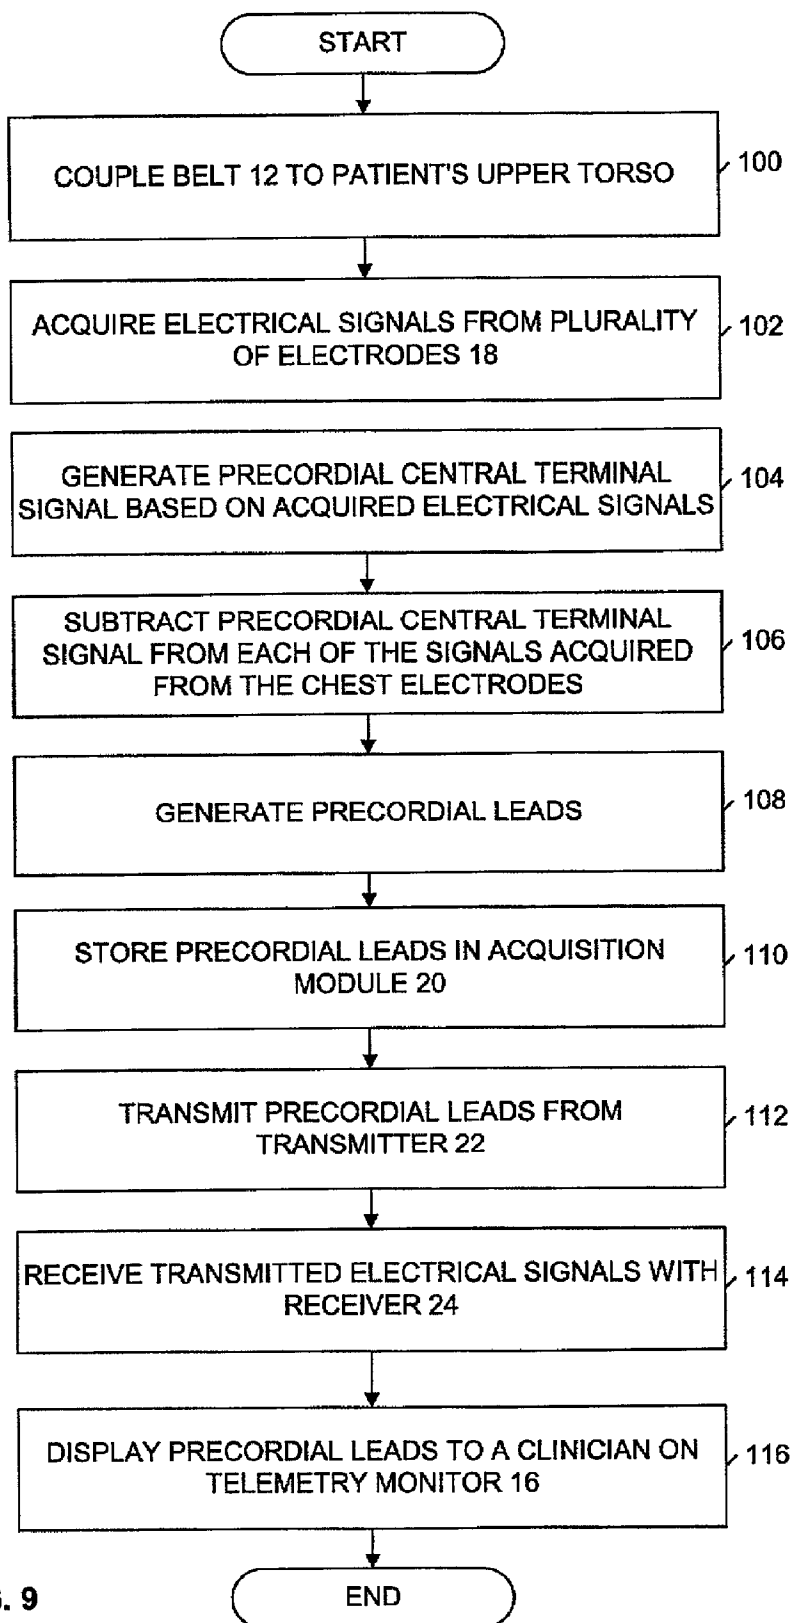 START
COUPLE BELT 12 TO PATIENT'S UPPER TORSO
100
ACQUIRE ELECTRICAL SIGNALS FROM PLURALITY
OF ELECTRODES 18
102
GENERATE PRECORDIAL CENTRAL TERMINAL
SIGNAL BASED ON ACQUIRED ELECTRICAL SIGNALS
104
SUBTRACT PRECORDIAL CENTRAL TERMINAL
SIGNAL FROM EACH OF THE SIGNALS ACQUIRED
FROM THE CHEST ELECTRODES
106
GENERATE PRECORDIAL LEADS
108
STORE PRECORDIAL LEADS IN ACQUISITION
MODULE 20
110
TRANSMIT PRECORDIAL LEADS FROM
TRANSMITTER 22
112
RECEIVE TRANSMITTED ELECTRICAL SIGNALS WITH
RECEIVER 24
114
DISPLAY PRECORDIAL LEADS TO A CLINICIAN ON
TELEMETRY MONITOR 16
116
END
. 9